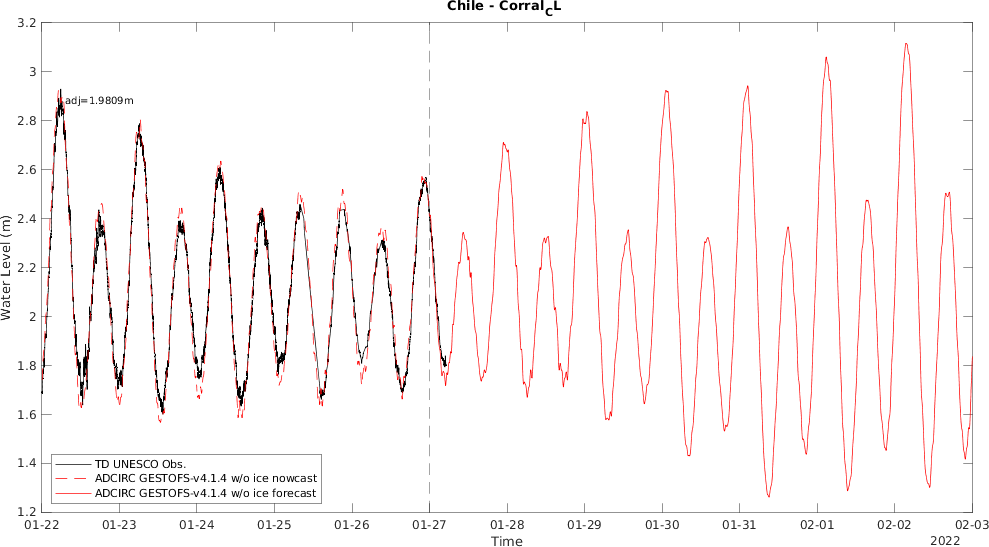 Chile - Corral_CL
3.2
3
2.8
2.6
2.4
2.2
2
1.8
1.6
1.4
1.2
Water Level (m)
adj=1.9809m
TD UNESCO Obs.
ADCIRC GESTOFS-v4.1.4 w/o ice nowcast
ADCIRC GESTOFS-v4.1.4 w/o ice forecast
01-22 01-23 01-24 01-25 01-26 01-27 01-28 01-29 01-30 01-31 02-01 02-02 02-03
Time
2022